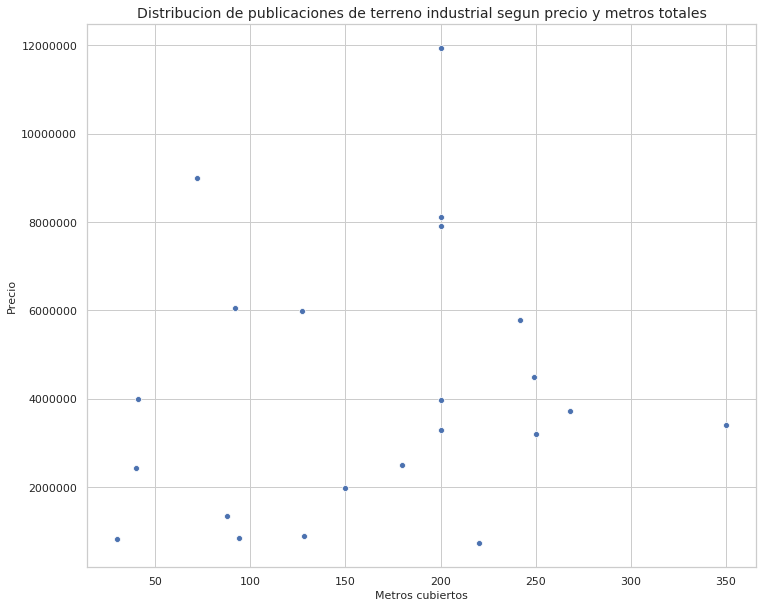 Distribucion de publicaciones de terreno industrial segun precio y metros totales
12000000
10000000
8000000
6000000
4000000
2000000
Precio
50 100 150 200 250 300 350
Metros cubiertos